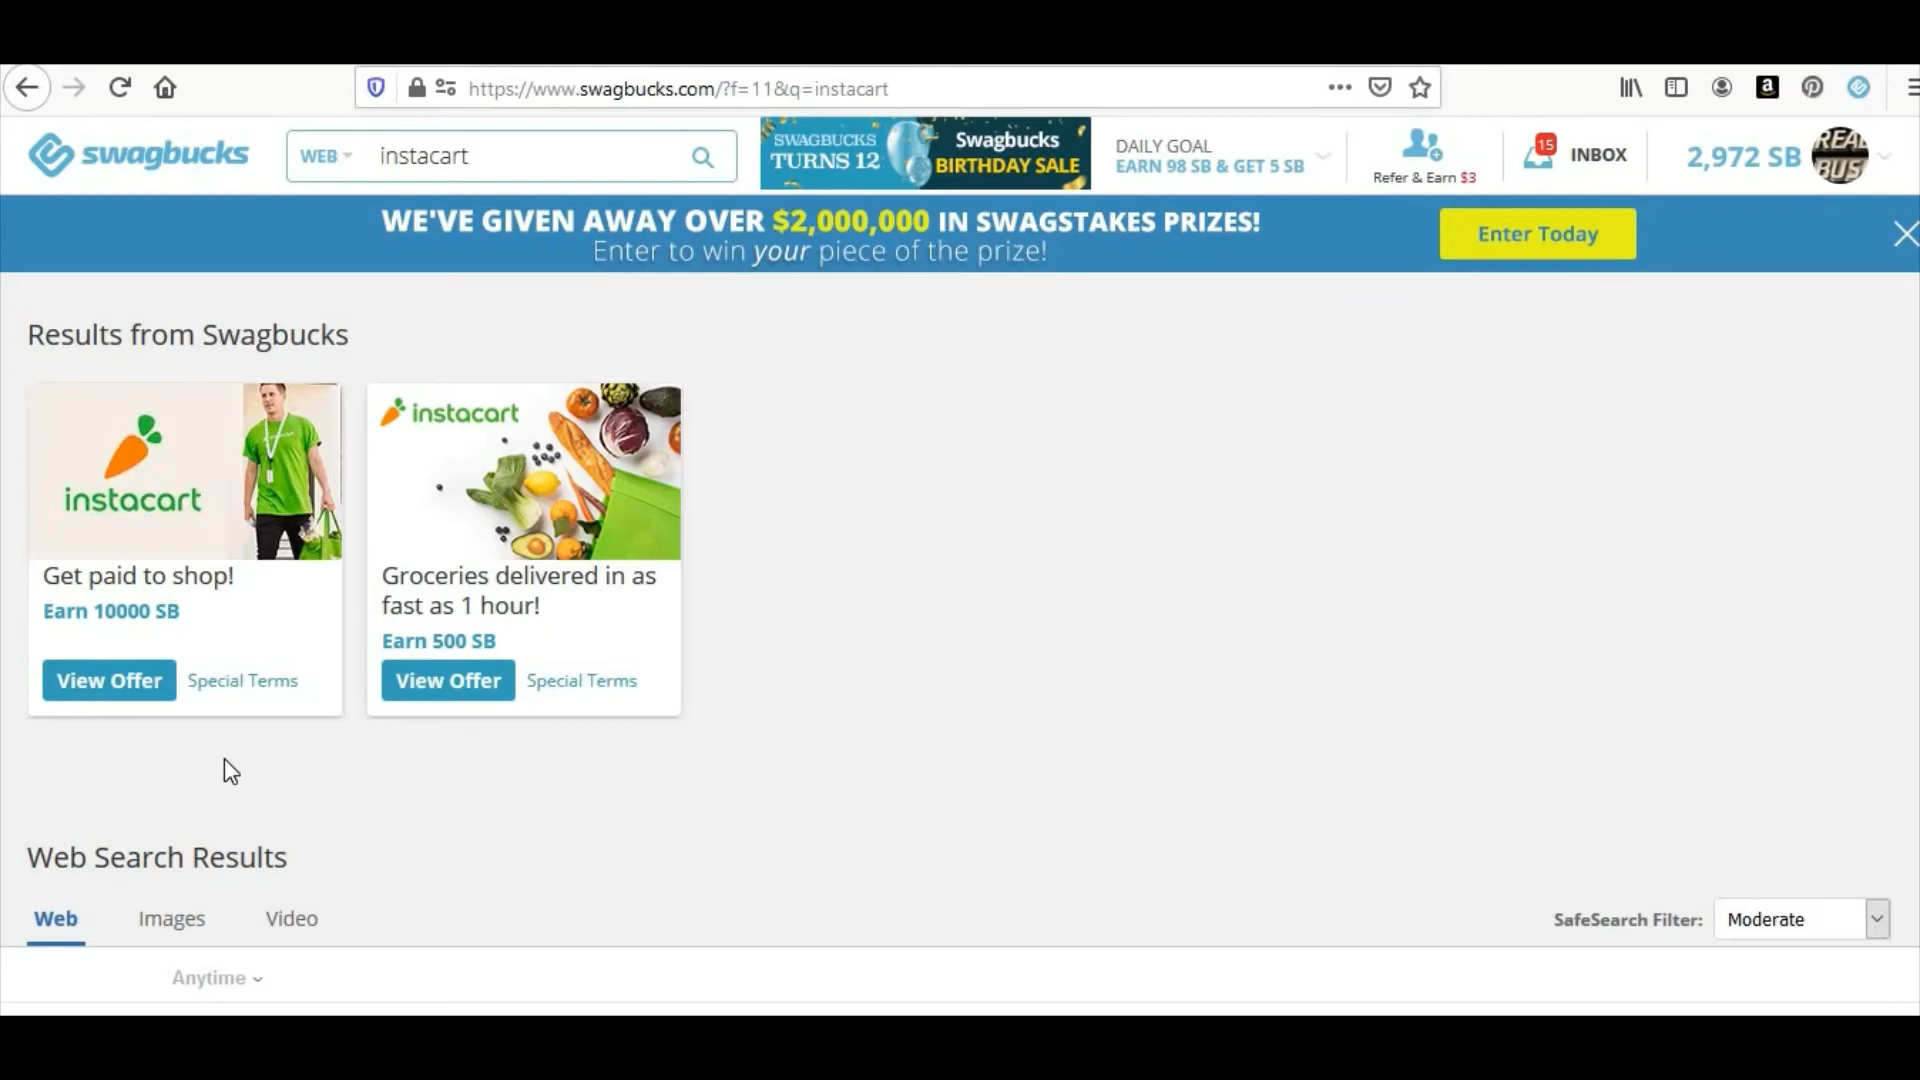 https://www.swagbucks.com/?f=11&q=instacart
swagbucks
WEB
instacart
SWAGBUCKS
TURNS 12
Swagbucks
BIRTHDAY SALE
DAILY GOAL
EARN 98 SB & GET 5 SB
Refer & Earn $3
15
INBOX
2,972 SB
REAL
BUS
WE'VE GIVEN AWAY OVER $2,000,000 IN SWAGSTAKES PRIZES!
Enter to win your piece of the prize!
Enter Today
Results from Swagbucks
instacart
Get paid to shop!
Earn 10000 SB
View Offer
Special Terms
instacart
Groceries delivered in as
fast as 1 hour!
Earn 500 SB
View Offer
Special Terms
Web Search Results
Web
Images
Video
SafeSearch Filter:
Moderate
Anytime